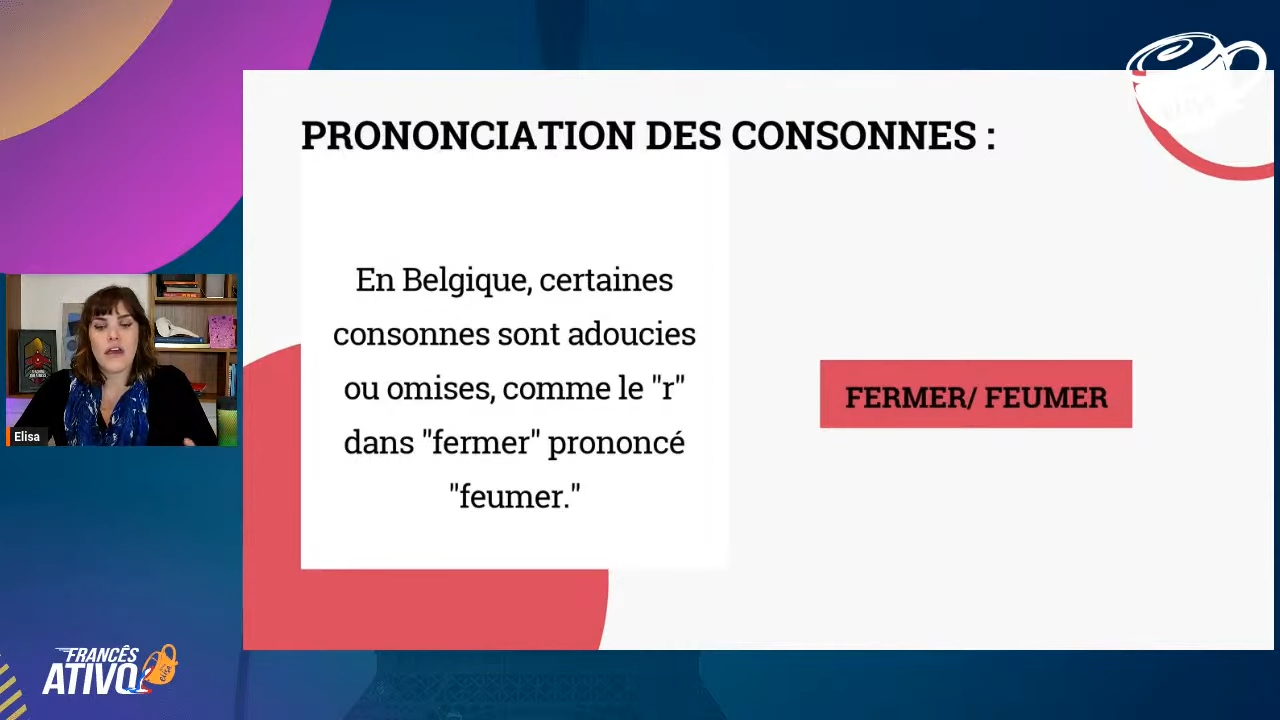 PRONONCIATION DES CONSONNES :
En Belgique, certaines
consonnes sont adoucies
ou omises, comme le "r"
dans "fermer" prononcé
"feumer."
FERMER/ FEUMER
Elisa
FRANCÊS
ATIVO